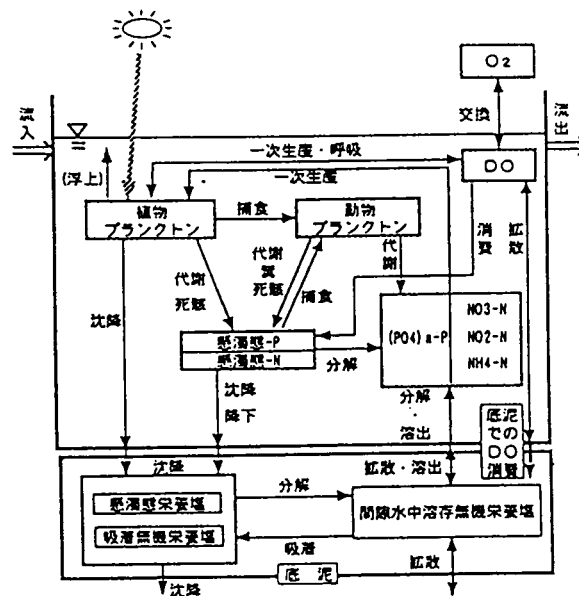 O2
流入
流出
交換
(浮上)
一次生産・呼吸
DO
一次生産
植物
プランクトン
捕食
動物
プランクトン
消費
拡散
代謝
死骸
代謝
糞
死骸
捕食
代謝
沈降
懸濁態-P
懸濁態-N
分解
(PO4)a-P
NO3-N
NO2-N
NH4-N
沈降
降下
分解
溶出
底泥
での
DO
消費
沈降
拡散・溶出
懸濁態栄養塩
吸着無機栄養塩
分解
吸着
間隙水中溶存無機栄養塩
沈降
底泥
拡散